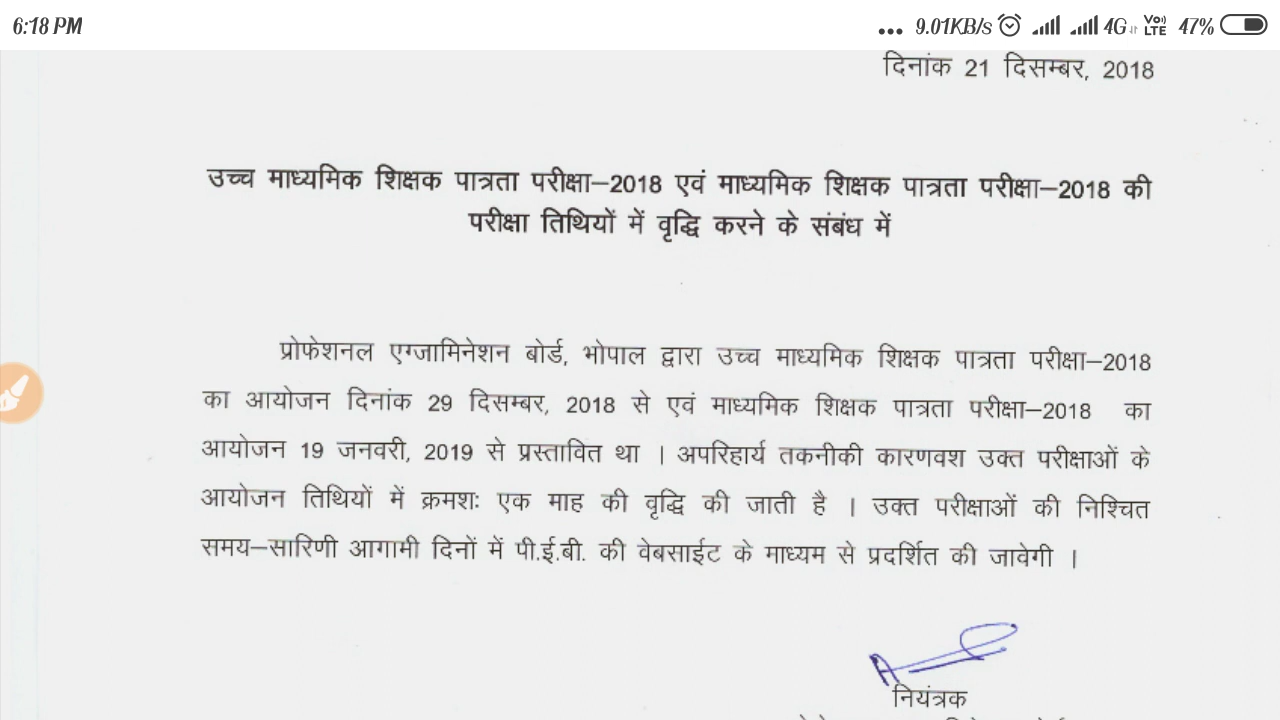 6:18 PM
... 9.01KB/s 4G Vo)) LTE 47%
दिनांक 21 दिसम्बर, 2018
उच्च माध्यमिक शिक्षक पात्रता परीक्षा–2018 एवं माध्यमिक शिक्षक पात्रता परीक्षा–2018 की
परीक्षा तिथियों में वृद्धि करने के संबंध में
प्रोफेशनल एग्जामिनेशन बोर्ड, भोपाल द्वारा उच्च माध्यमिक शिक्षक पात्रता परीक्षा–2018
का आयोजन दिनांक 29 दिसम्बर, 2018 से एवं माध्यमिक शिक्षक पात्रता परीक्षा–2018 का
आयोजन 19 जनवरी, 2019 से प्रस्तावित था । अपरिहार्य तकनीकी कारणवश उक्त परीक्षाओं के
आयोजन तिथियों में क्रमशः एक माह की वृद्धि की जाती है । उक्त परीक्षाओं की निश्चित
समय–सारिणी आगामी दिनों में पी.ई.बी. की वेबसाईट के माध्यम से प्रदर्शित की जावेगी ।
नियंत्रक